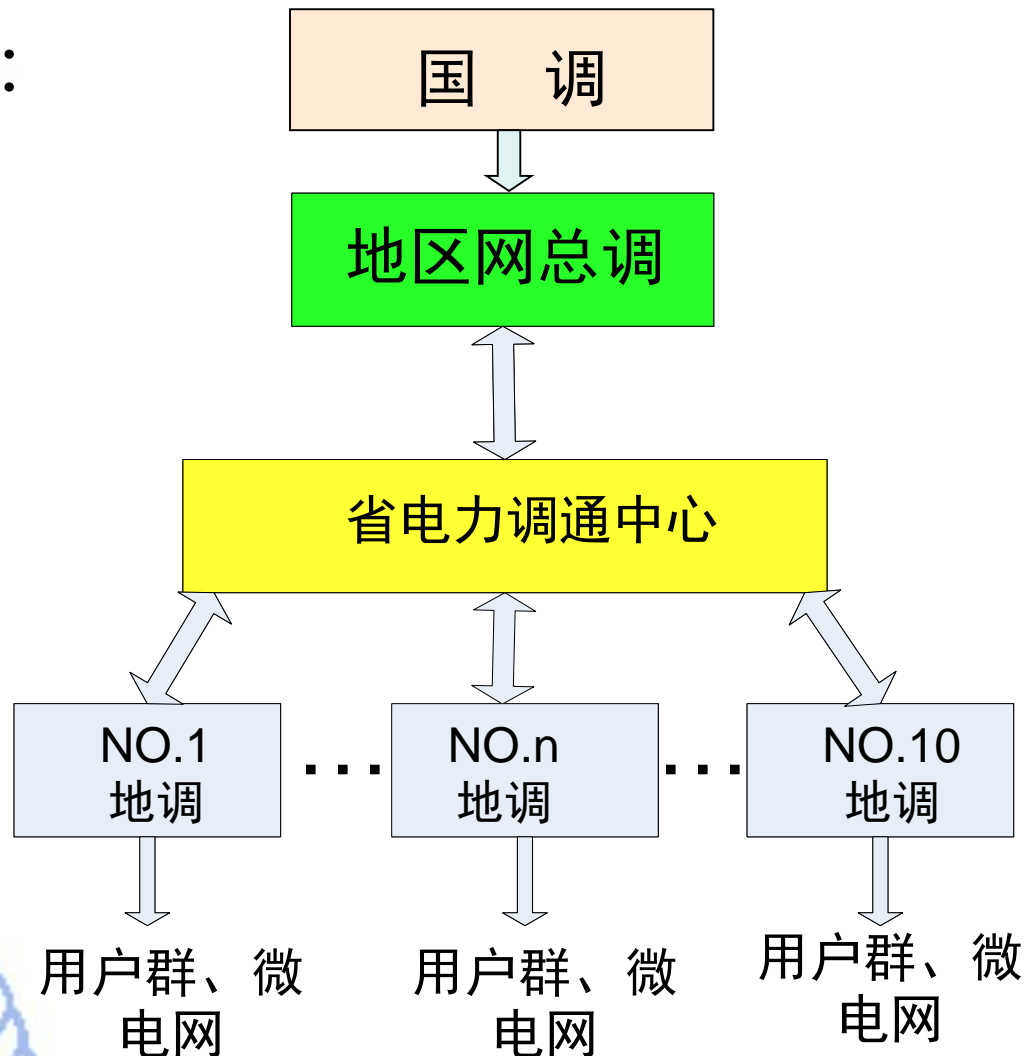 ：
国 调
地区网总调
省电力调通中心
NO.1
地调
...
NO.n
地调
...
NO.10
地调
用户群、微
电网
用户群、微
电网
用户群、微
电网